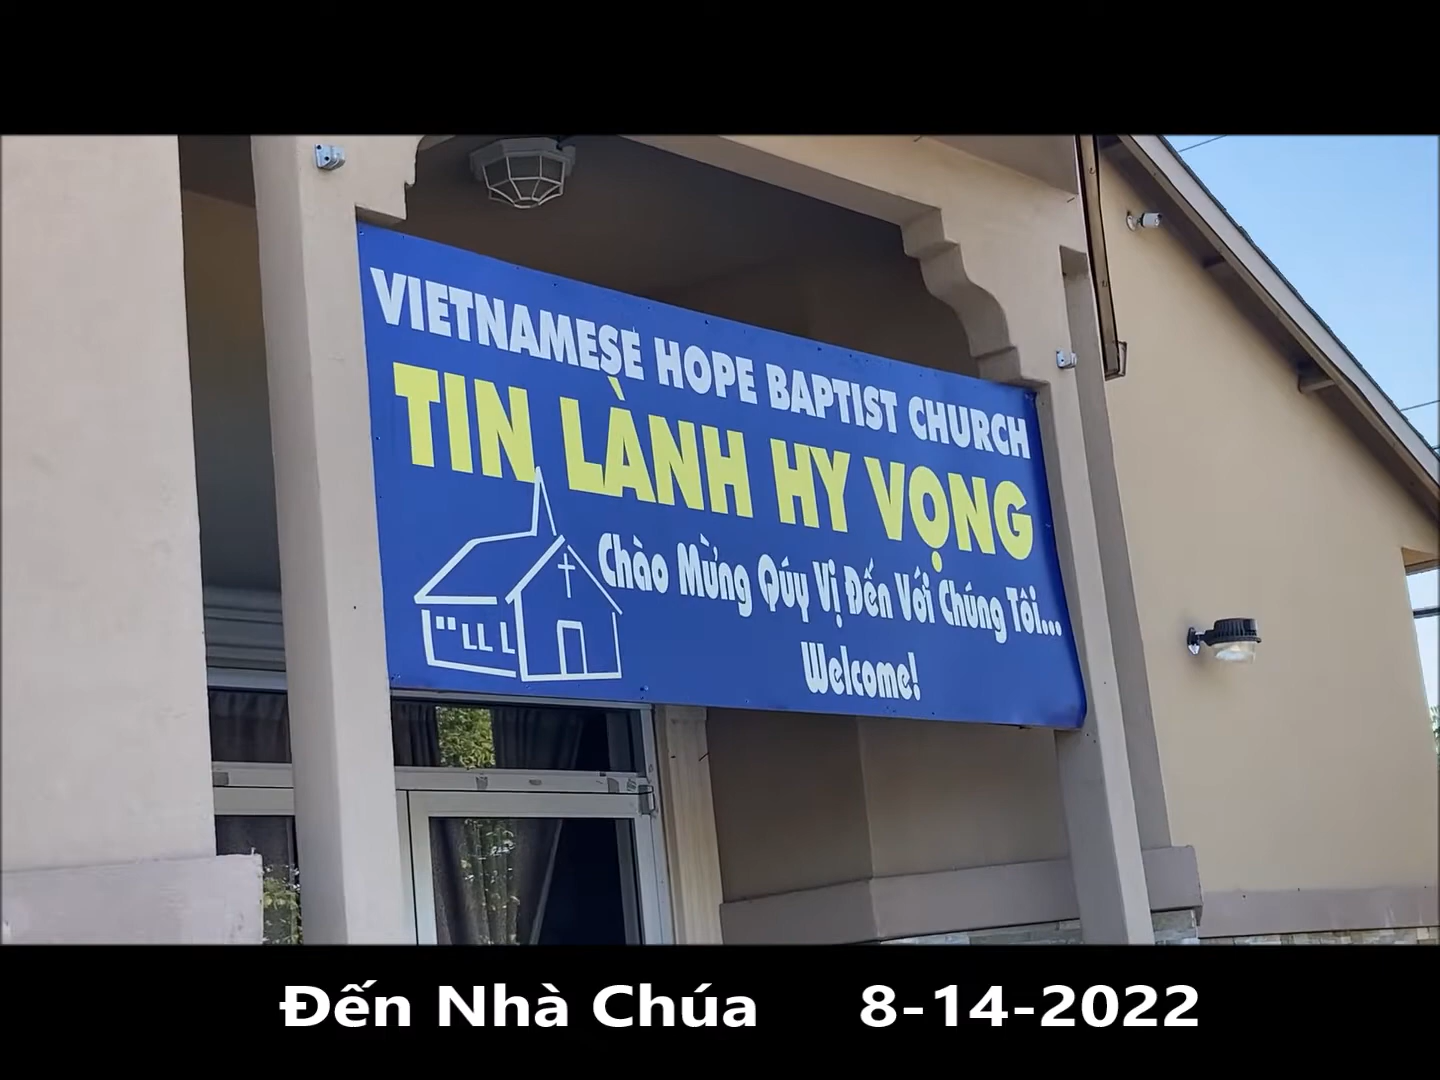 VIETNAMESE HOPE BAPTIST CHURCH
TIN LÀNH HY VỌNG
Chào Mừng Qúy Vị Đến Với Chúng Tôi...
Welcome!
Đến Nhà Chúa 8-14-2022